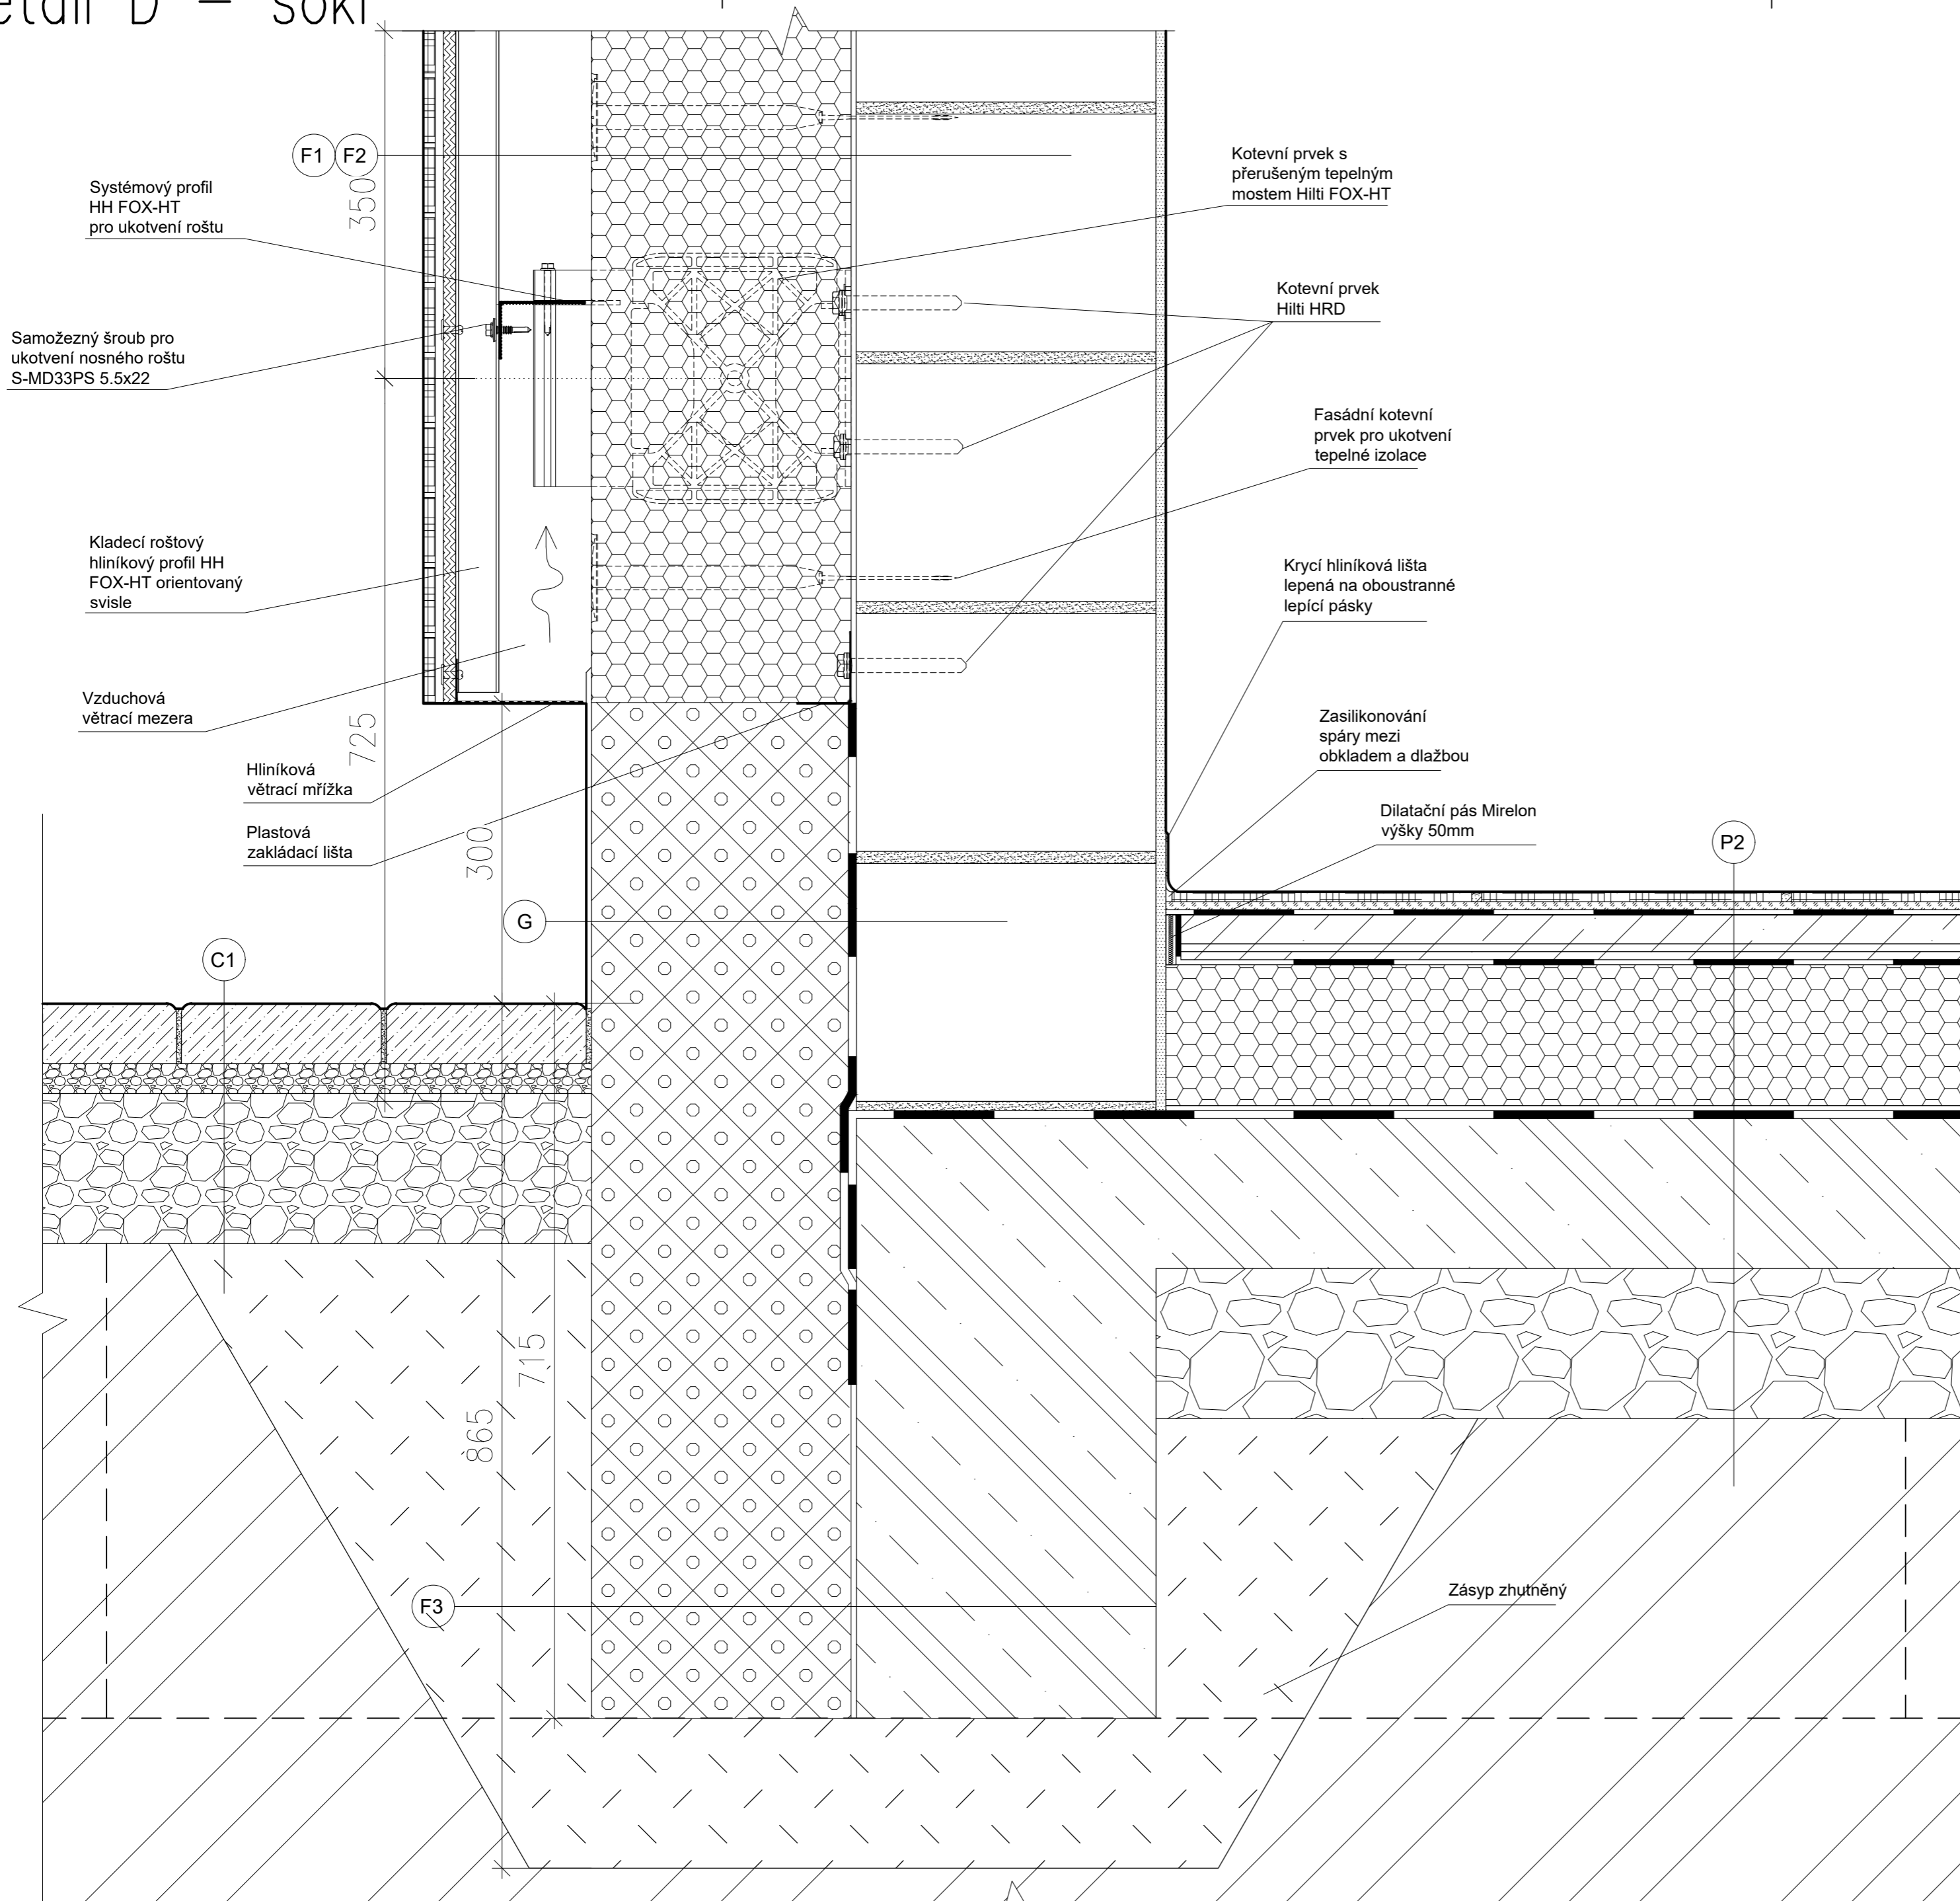 etail D – sokl
F1
F2
350
Systémový profil
HH FOX-HT
pro ukotvení roštu
Samožezný šroub pro
ukotvení nosného roštu
S-MD33PS 5.5x22
Kladecí roštový
hliníkový profil HH
FOX-HT orientovaný
svisle
Vzduchová
větrací mezera
725
Hliníková
větrací mřížka
Plastová
zakládací lišta
300
G
C1
715
865
F3
Kotevní prvek s
přerušeným tepelným
mostem Hilti FOX-HT
Kotevní prvek
Hilti HRD
Fasádní kotevní
prvek pro ukotvení
tepelné izolace
Krycí hliníková lišta
lepená na oboustranné
lepící pásky
Zasilikonování
spáry mezi
obkladem a dlažbou
Dilatační pás Mirelon
výšky 50mm
P2
Zásyp zhutněný